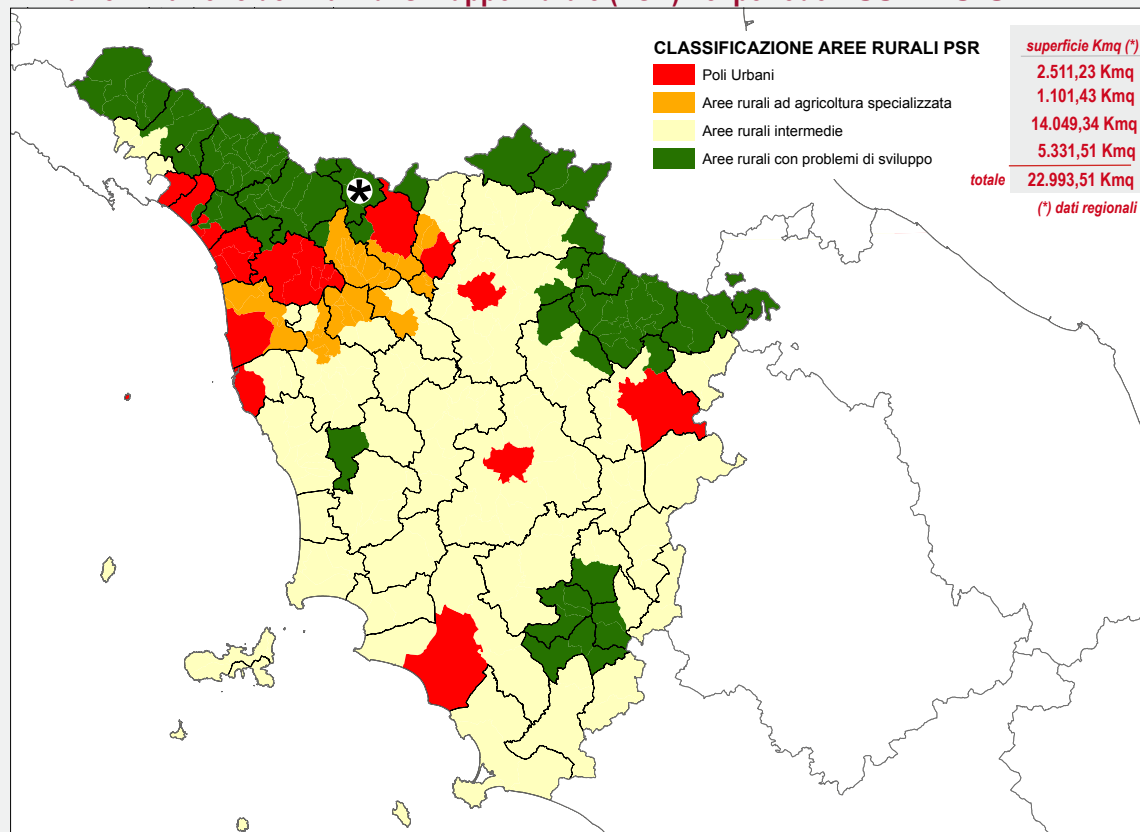 CLASSIFICAZIONE AREE RURALI PSR
superficie Kmq (*)
Poli Urbani
2.511,23 Kmq
Aree rurali ad agricoltura specializzata
1.101,43 Kmq
Aree rurali intermedie
14.049,34 Kmq
Aree rurali con problemi di sviluppo
5.331,51 Kmq
totale 22.993,51 Kmq
(*) dati regionali
*